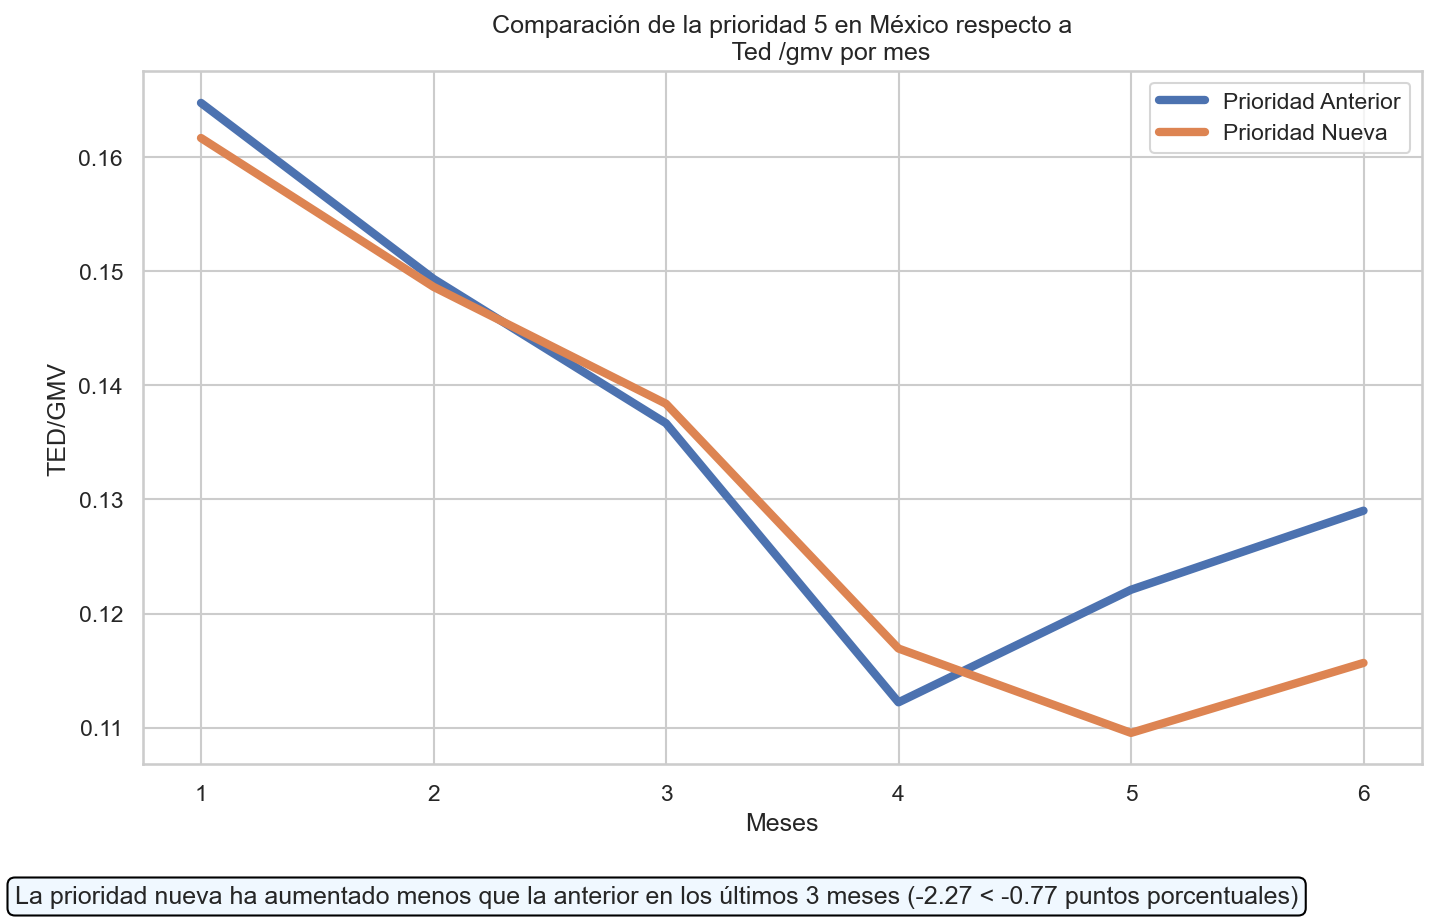 Comparación de la prioridad 5 en México respecto a
Ted /gmv por mes
Prioridad Anterior
Prioridad Nueva
0.16
0.15
0.14
0.13
0.12
0.11
TED/GMV
1
2
3
4
5
6
Meses
La prioridad nueva ha aumentado menos que la anterior en los últimos 3 meses (-2.27 < -0.77 puntos porcentuales)